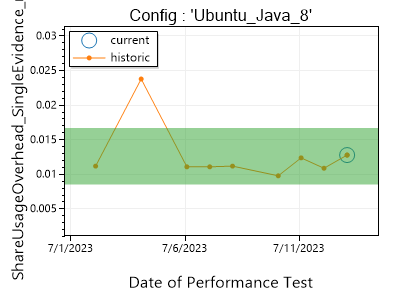 Config : 'Ubuntu_Java_8'
current
historic
0.03
0.025
0.02
0.015
0.01
0.005
7/1/2023
7/6/2023
7/11/2023
Date of Performance Test
ShareUsageOverhead_SingleEvidence_